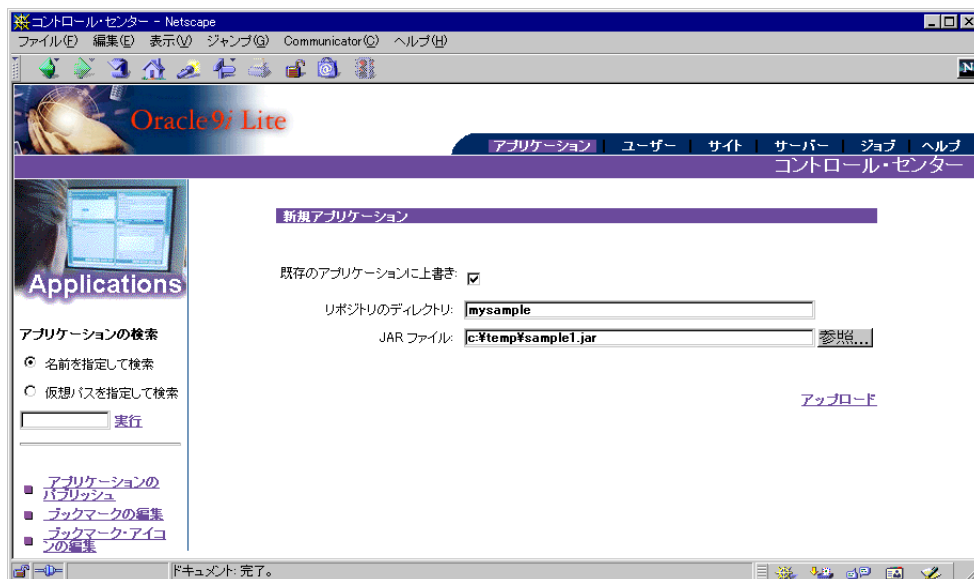 コントロール・センター - Netscape
ファイル(F) 編集(E) 表示(V) ジャンプ(G) Communicator(C) ヘルプ(H)
N
Oracle9i Lite
アプリケーション ユーザー サイト サーバー ジョブ ヘルプ
コントロール・センター
Applications
アプリケーションの検索
名前を指定して検索
仮想パスを指定して検索
実行
アプリケーションの
パブリッシュ
ブックマークの編集
ブックマーク・アイコ
ンの編集
新規アプリケーション
既存のアプリケーションに上書き:
リポジトリのディレクトリ: mysample
JAR ファイル: c:¥temp¥sample1.jar 参照...
アップロード
ドキュメント: 完了。